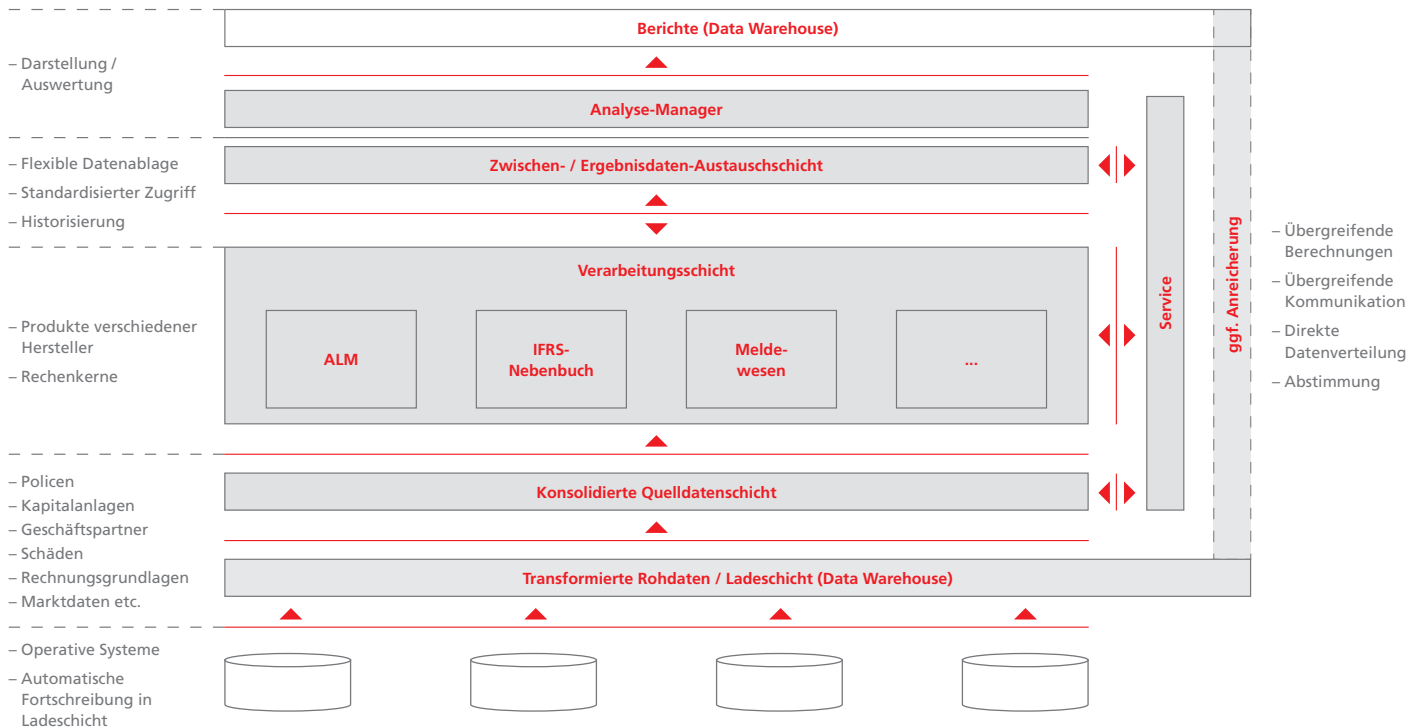 Berichte (Data Warehouse)
– Darstellung /
Auswertung
Analyse-Manager
– Flexible Datenablage
– Standardisierter Zugriff
– Historisierung
Zwischen- / Ergebnisdaten-Austauschschicht
Verarbeitungsschicht
– Produkte verschiedener
Hersteller
– Rechenkerne
ALM
IFRS-
Nebenbuch
Melde-
wesen
...
Service
ggf. Anreicherung
– Übergreifende
Berechnungen
– Übergreifende
Kommunikation
– Direkte
Datenverteilung
– Abstimmung
– Policen
– Kapitalanlagen
– Geschäftspartner
– Schäden
– Rechnungsgrundlagen
– Marktdaten etc.
Konsolidierte Quelldatenschicht
Transformierte Rohdaten / Ladeschicht (Data Warehouse)
– Operative Systeme
– Automatische
Fortschreibung in
Ladeschicht